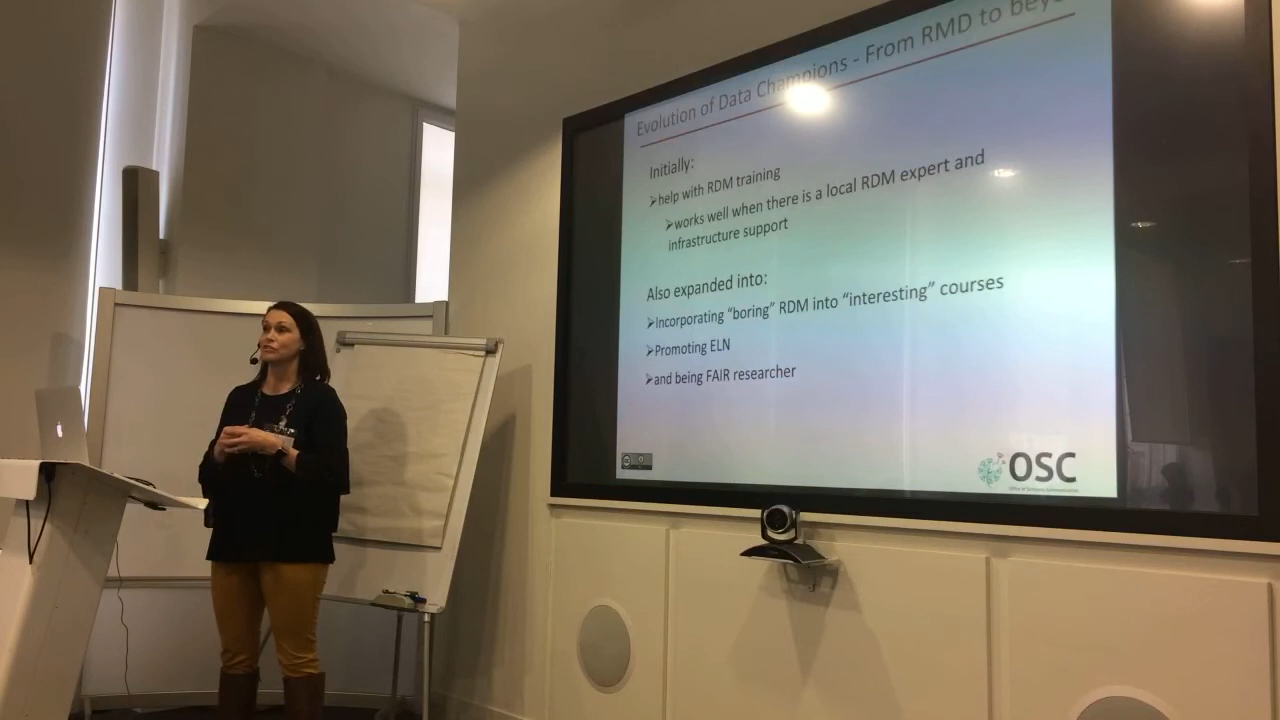 Evolution of Data Champions - From RMD to
Initially:
➢help with RDM training
➢works well when there is a local RDM expert and
infrastructure support
Also expanded into:
➢Incorporating “boring” RDM into “interesting” courses
➢Promoting ELN
➢and being FAIR researcher
OSC